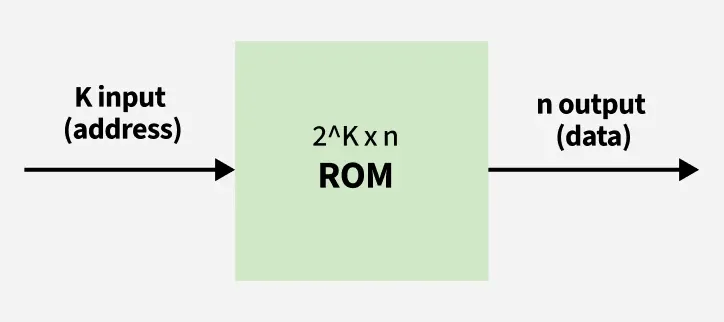 K input
(address)
2^K x n
ROM
n output
(data)